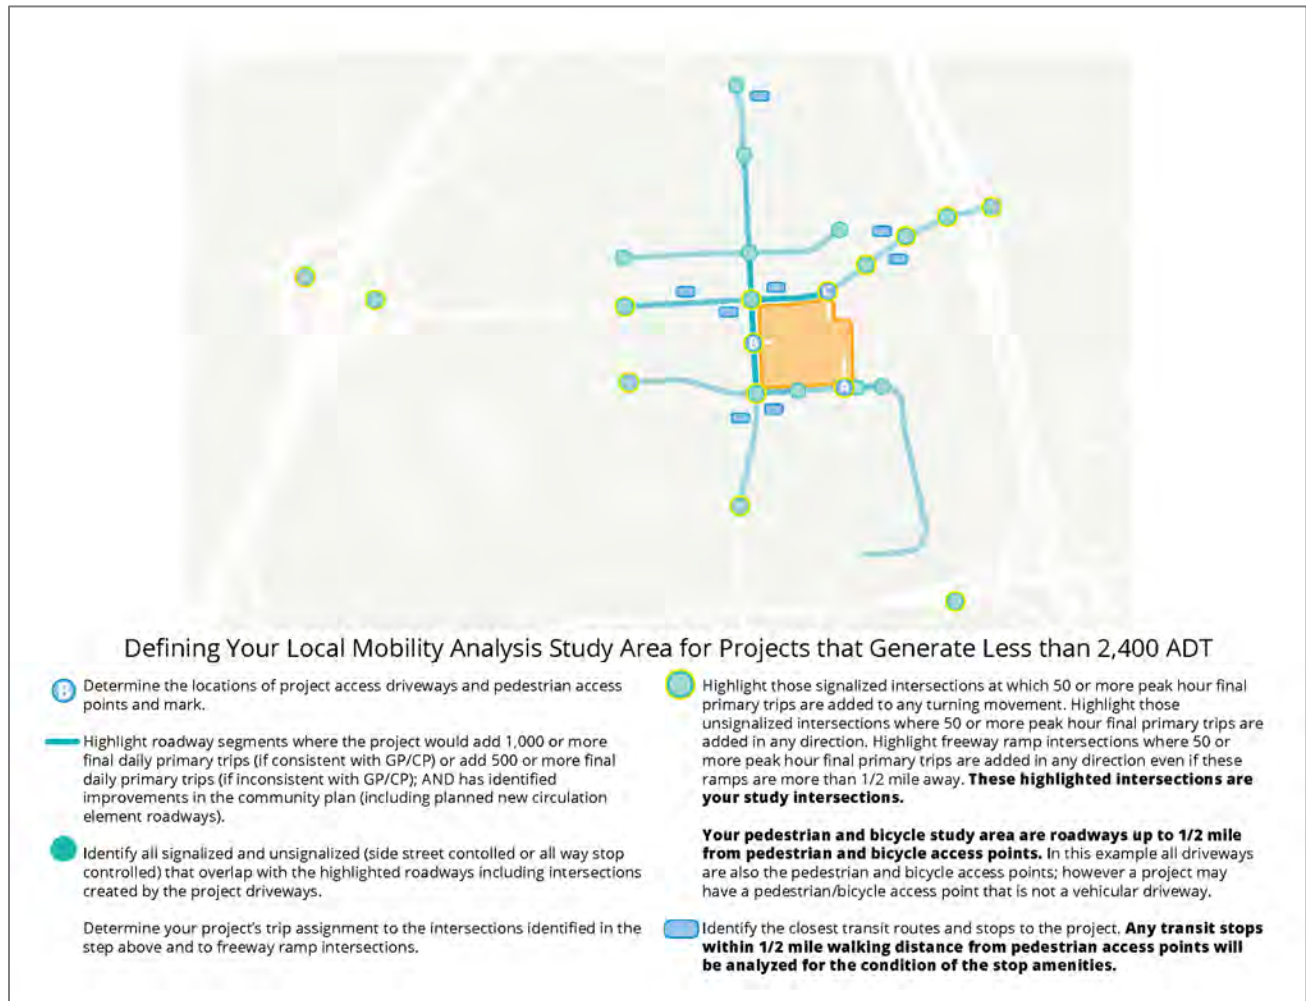 B
A
Defining Your Local Mobility Analysis Study Area for Projects that Generate Less than 2,400 ADT
B
Determine the locations of project access driveways and pedestrian access
points and mark.
Highlight roadway segments where the project would add 1,000 or more
final daily primary trips (if consistent with GP/CP) or add 500 or more final
daily primary trips (if inconsistent with GP/CP; AND has identified
improvements in the community plan (including planned new circulation
element roadways).
Identify all signalized and unsignalized (side street contolled or all way stop
controlled) that overlap with the highlighted roadways including intersections
created by the project driveways.
Determine your project's trip assignment to the intersections identified in the
step above and to freeway ramp intersections.
Highlight those signalized intersections at which 50 or more peak hour final
primary trips are added to any turning movement. Highlight those
unsignalized intersections where 50 or more peak hour final primary trips are
added in any direction. Highlight freeway ramp intersections where 50 or
more peak hour final primary trips are added in any direction even if these
ramps are more than 1/2 mile away. These highlighted intersections are
your study intersections.
Your pedestrian and bicycle study area are roadways up to 1/2 mile
from pedestrian and bicycle access points. In this example all driveways
are also the pedestrian and bicycle access points; however a project may
have a pedestrian/bicycle access point that is not a vehicular driveway.
Identify the closest transit routes and stops to the project. Any transit stops
within 1/2 mile walking distance from pedestrian access points will
be analyzed for the condition of the stop amenities.